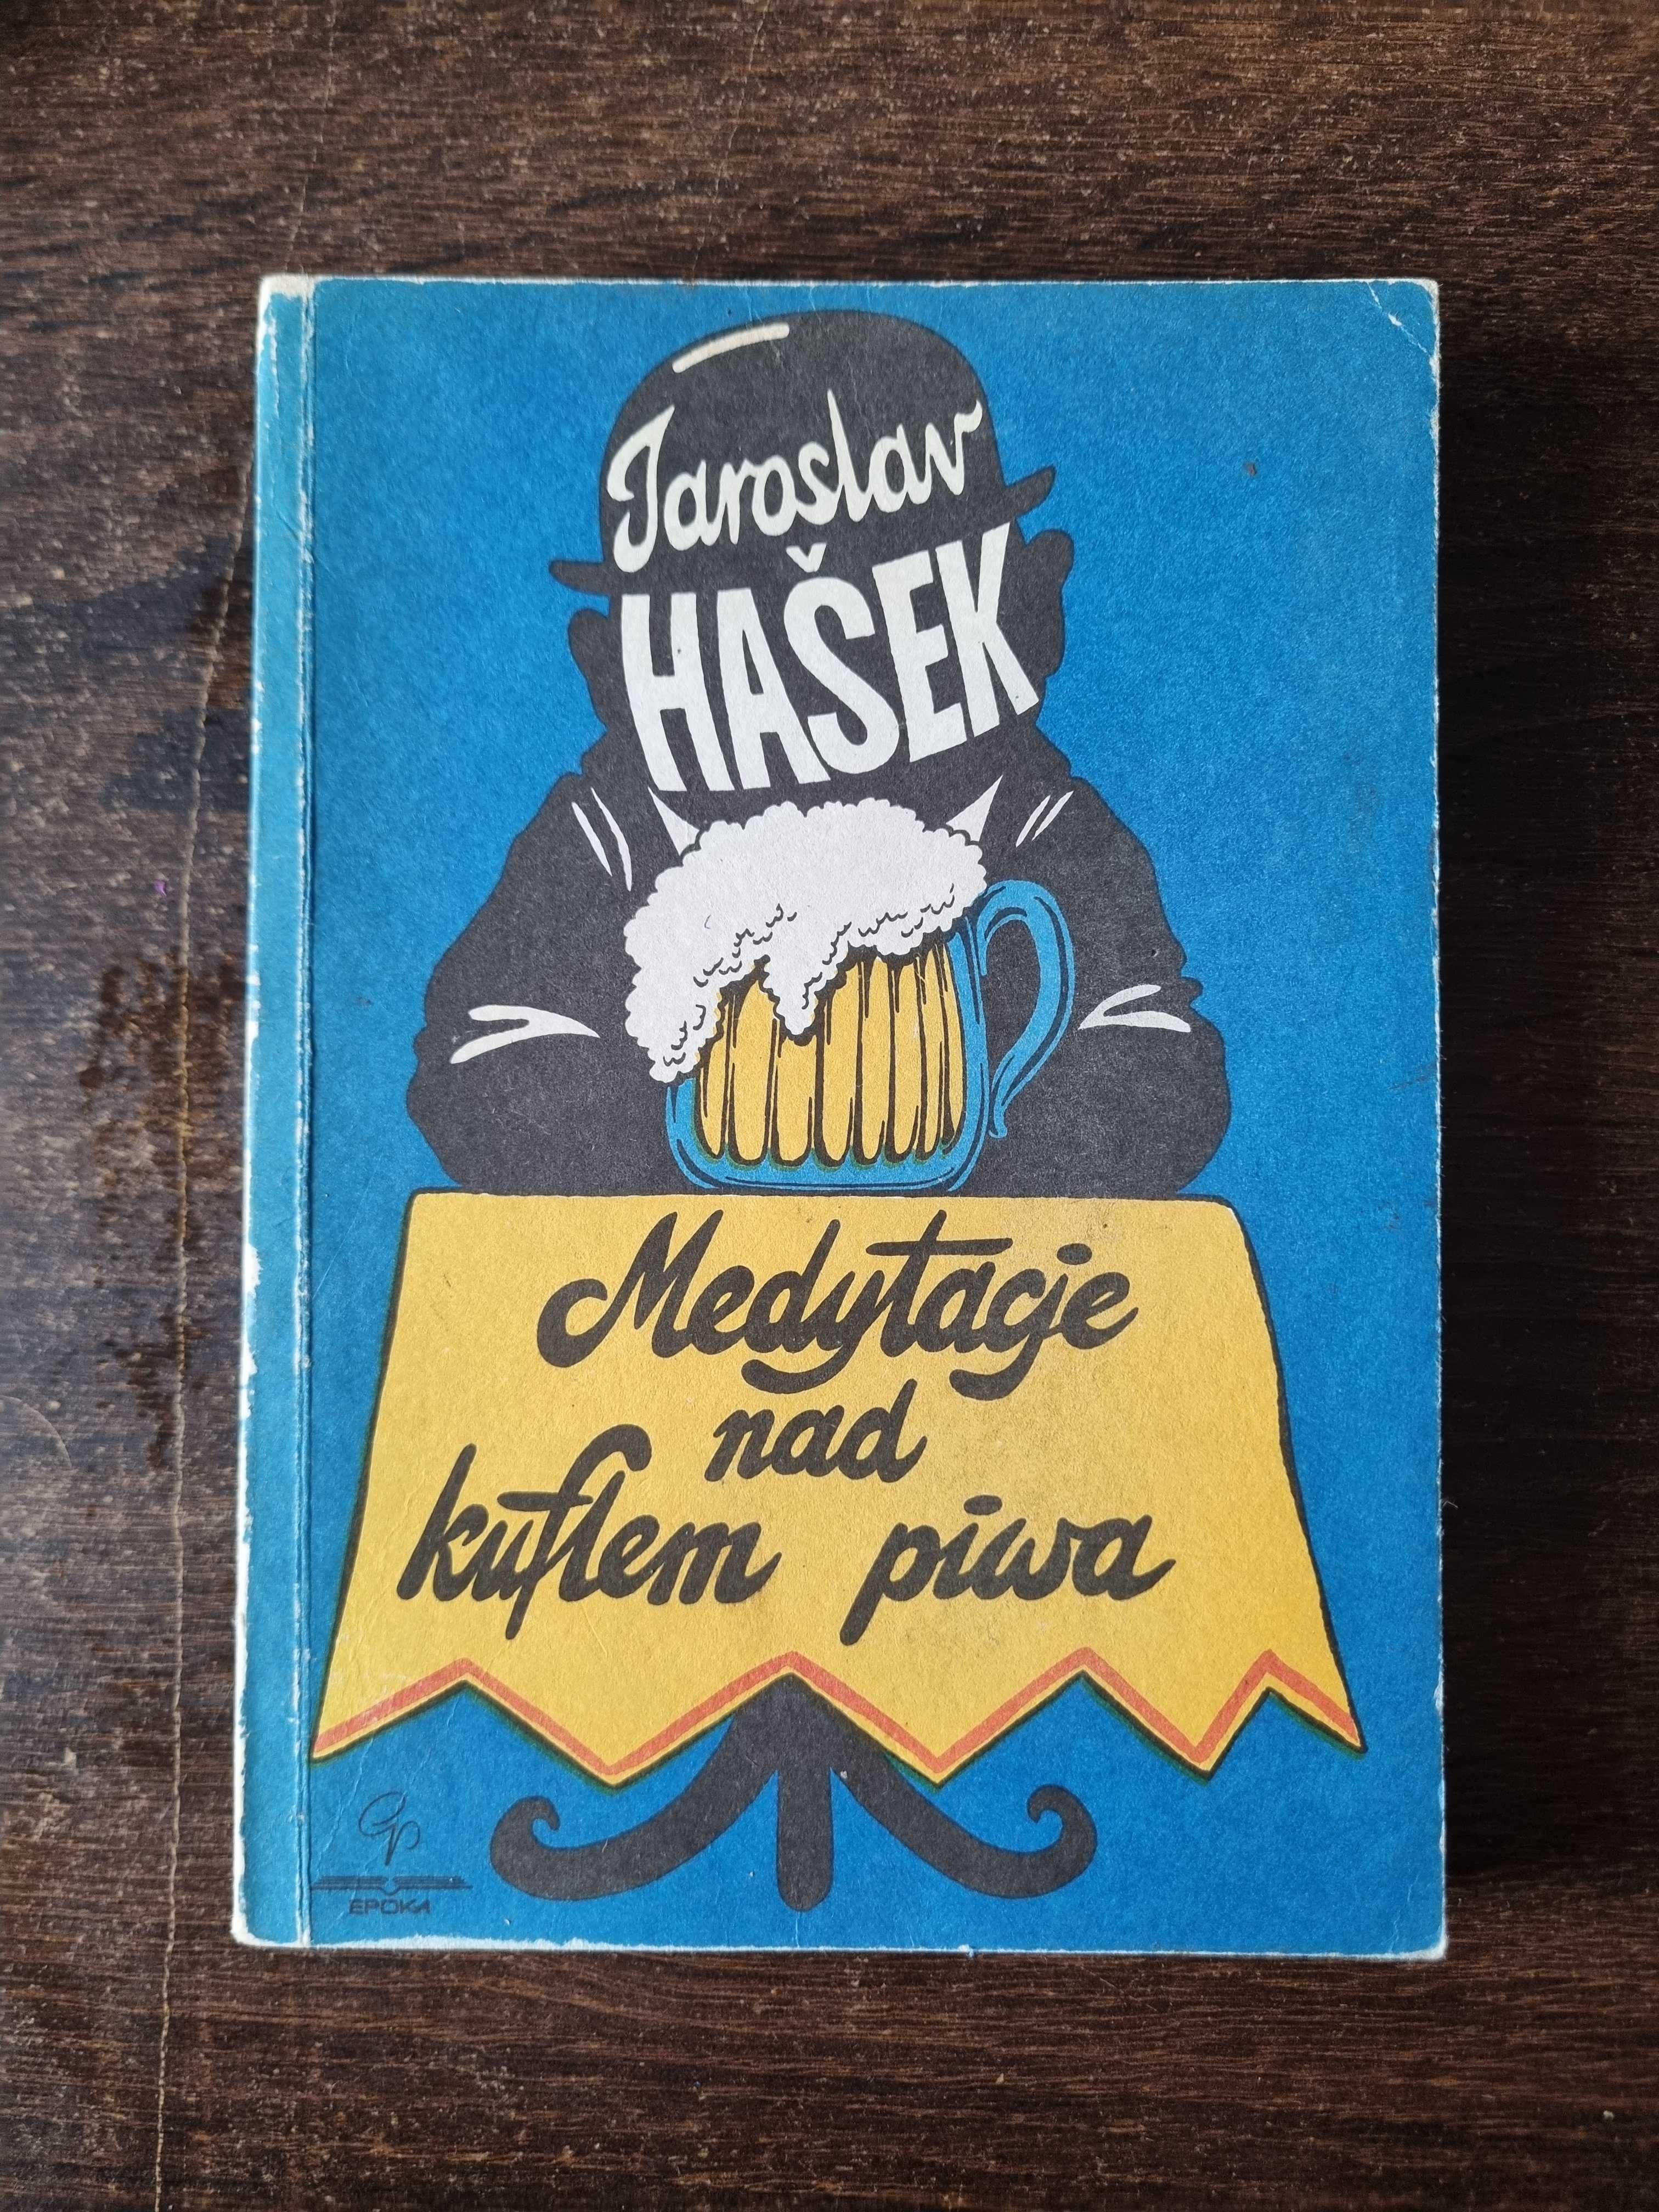 Jaroslav
HAŠEK
Medytacje
nad
kuflem piwa
EPOKA